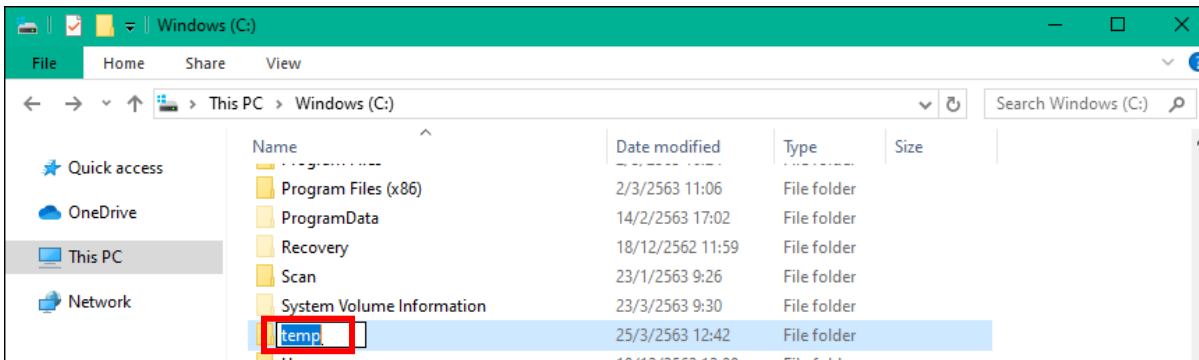 Windows (C:)
File Home Share View
This PC > Windows (C:) Search Windows (C:)
Name Date modified Type Size
Quick access
Program Files (x86) 2/3/2563 11:06 File folder
OneDrive
ProgramData 14/2/2563 17:02 File folder
Recovery 18/12/2562 11:59 File folder
This PC
Scan 23/1/2563 9:26 File folder
Network
System Volume Information 23/3/2563 9:30 File folder
temp 25/3/2563 12:42 File folder